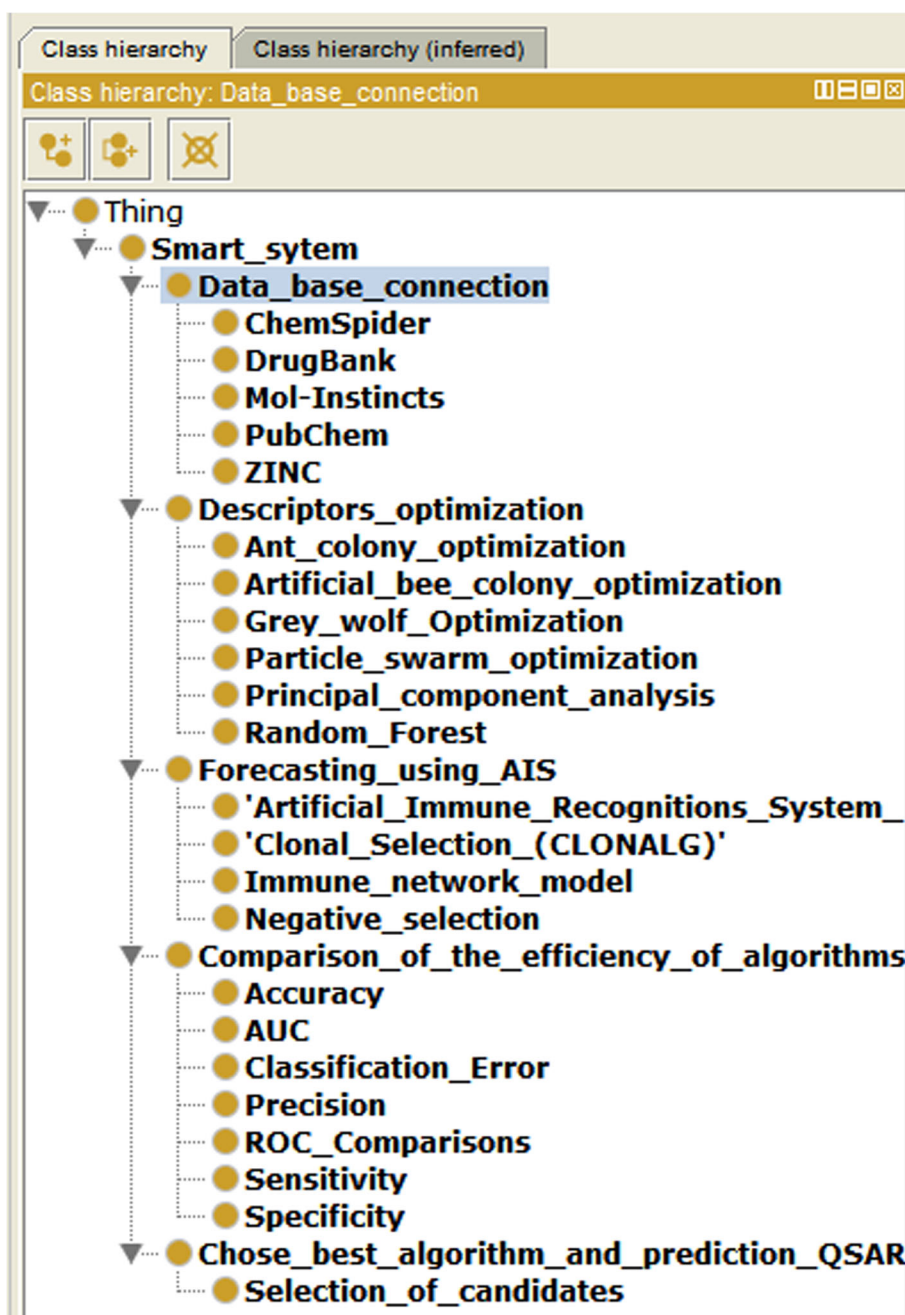 Class hierarchy Class hierarchy (inferred)
Class hierarchy: Data_base_connection
Thing
Smart_sytem
Data_base_connection
ChemSpider
DrugBank
Mol-Instincts
PubChem
ZINC
Descriptors_optimization
Ant_colony_optimization
Artificial_bee_colony_optimization
Grey_wolf_Optimization
Particle_swarm_optimization
Principal_component_analysis
Random_Forest
Forecasting_using_AIS
'Artificial_Immune_Recognitions_System_
'Clonal_Selection_(CLONALG)'
Immune_network_model
Negative_selection
Comparison_of_the_efficiency_of_algorithms
Accuracy
AUC
Classification_Error
Precision
ROC_Comparisons
Sensitivity
Specificity
Chose_best_algorithm_and_prediction_QSAR
Selection_of_candidates